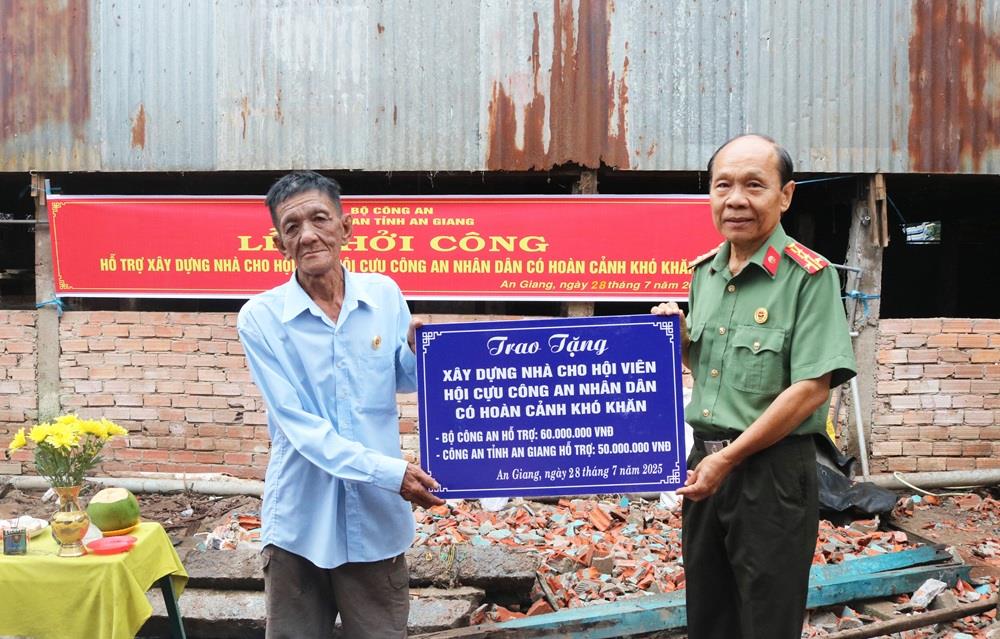 BỘ CÔNG AN
AN TỈNH AN GIANG
KHỞI CÔNG
HỖ TRỢ XÂY DỰNG NHÀ CHO HỘI CỰU CÔNG AN NHÂN DÂN CÓ HOÀN CẢNH KHÓ KHĂN
An Giang, ngày 28 tháng 7 năm
Trao Tặng
XÂY DỰNG NHÀ CHO HỘI VIÊN
HỘI CỰU CÔNG AN NHÂN DÂN
CÓ HOÀN CẢNH KHÓ KHĂN
- BỘ CÔNG AN HỖ TRỢ: 60.000.000 VNĐ
- CÔNG AN TỈNH AN GIANG HỖ TRỢ: 50.000.000 VNĐ
An Giang, ngày 28 tháng 7 năm 2025